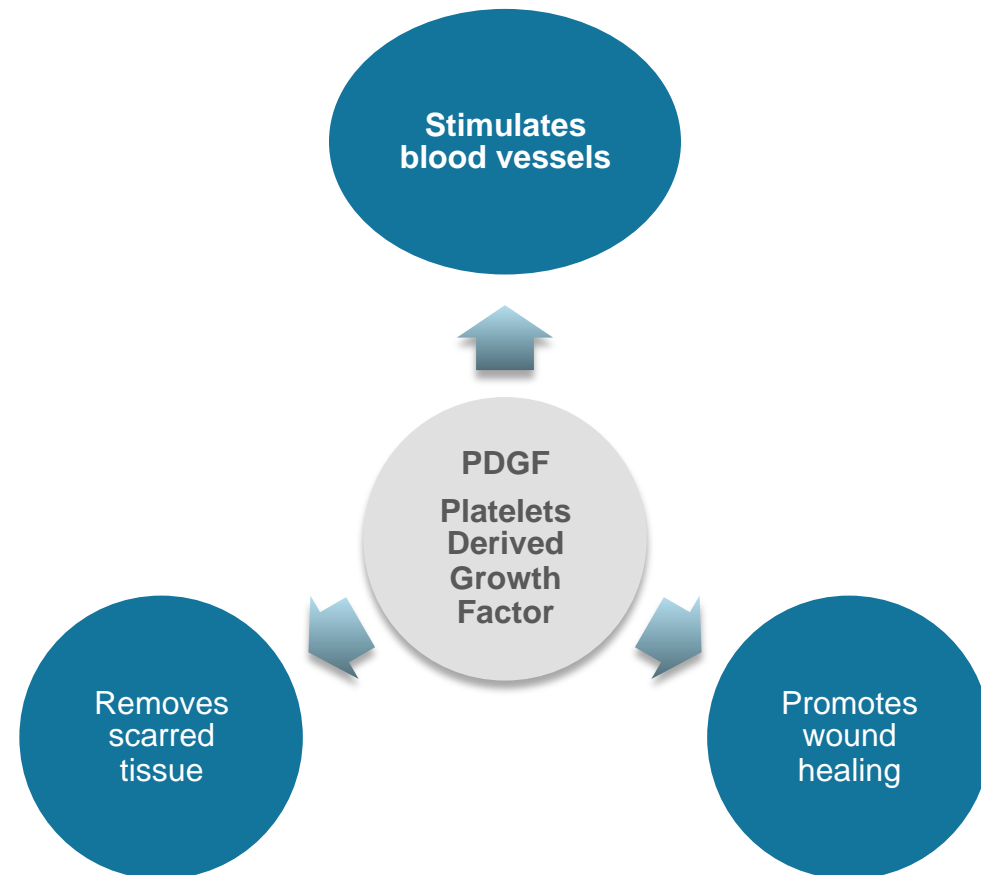 Stimulates
blood vessels
PDGF
Platelets
Derived
Growth
Factor
Removes
scarred
tissue
Promotes
wound
healing